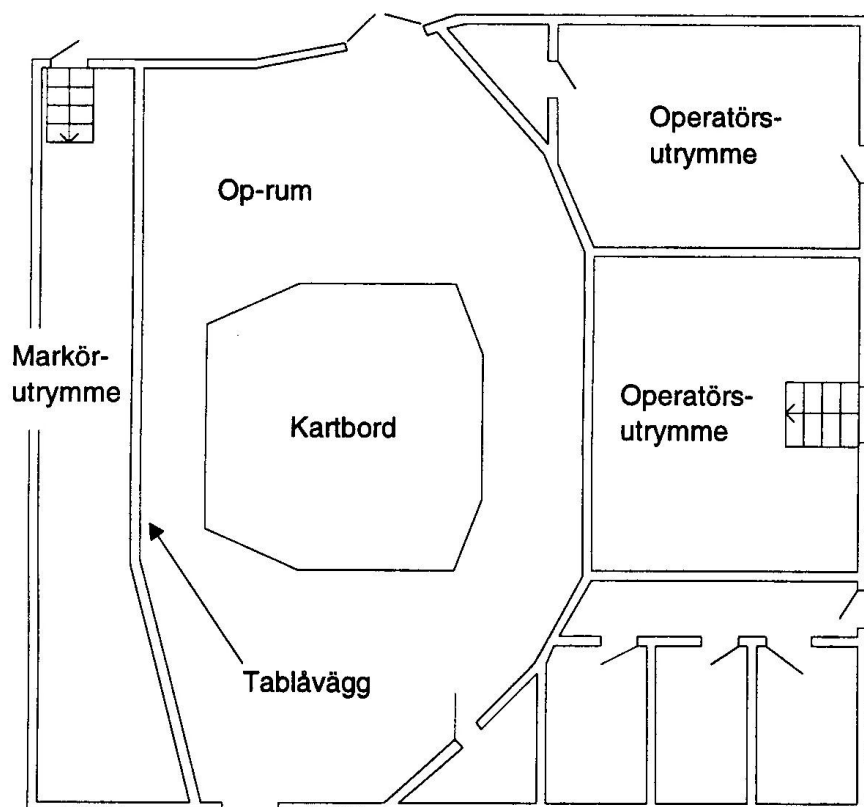 Operatörs-
utrymme
Op-rum
Markör-
utrymme
Kartbord
Operatörs-
utrymme
Tablåvägg